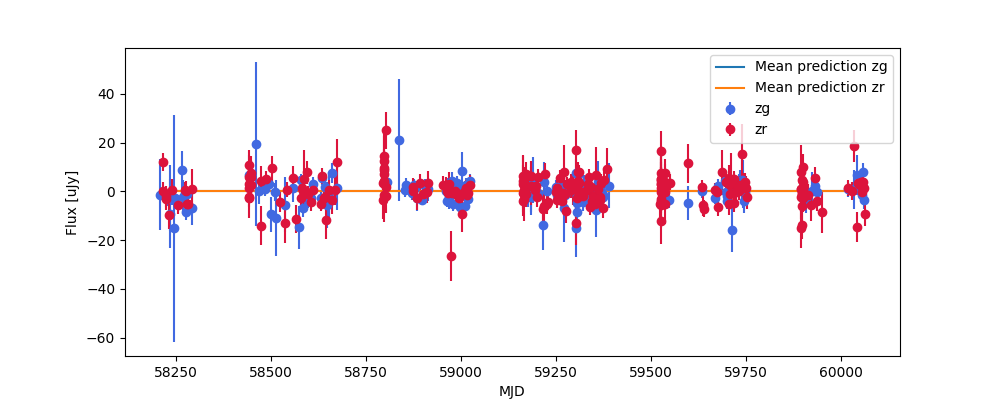 Mean prediction zg
Mean prediction zr
zg
zr
Flux [uJy]
40
20
0
−20
−40
−60
58250
58500
58750
59000
59250
59500
59750
60000
MJD